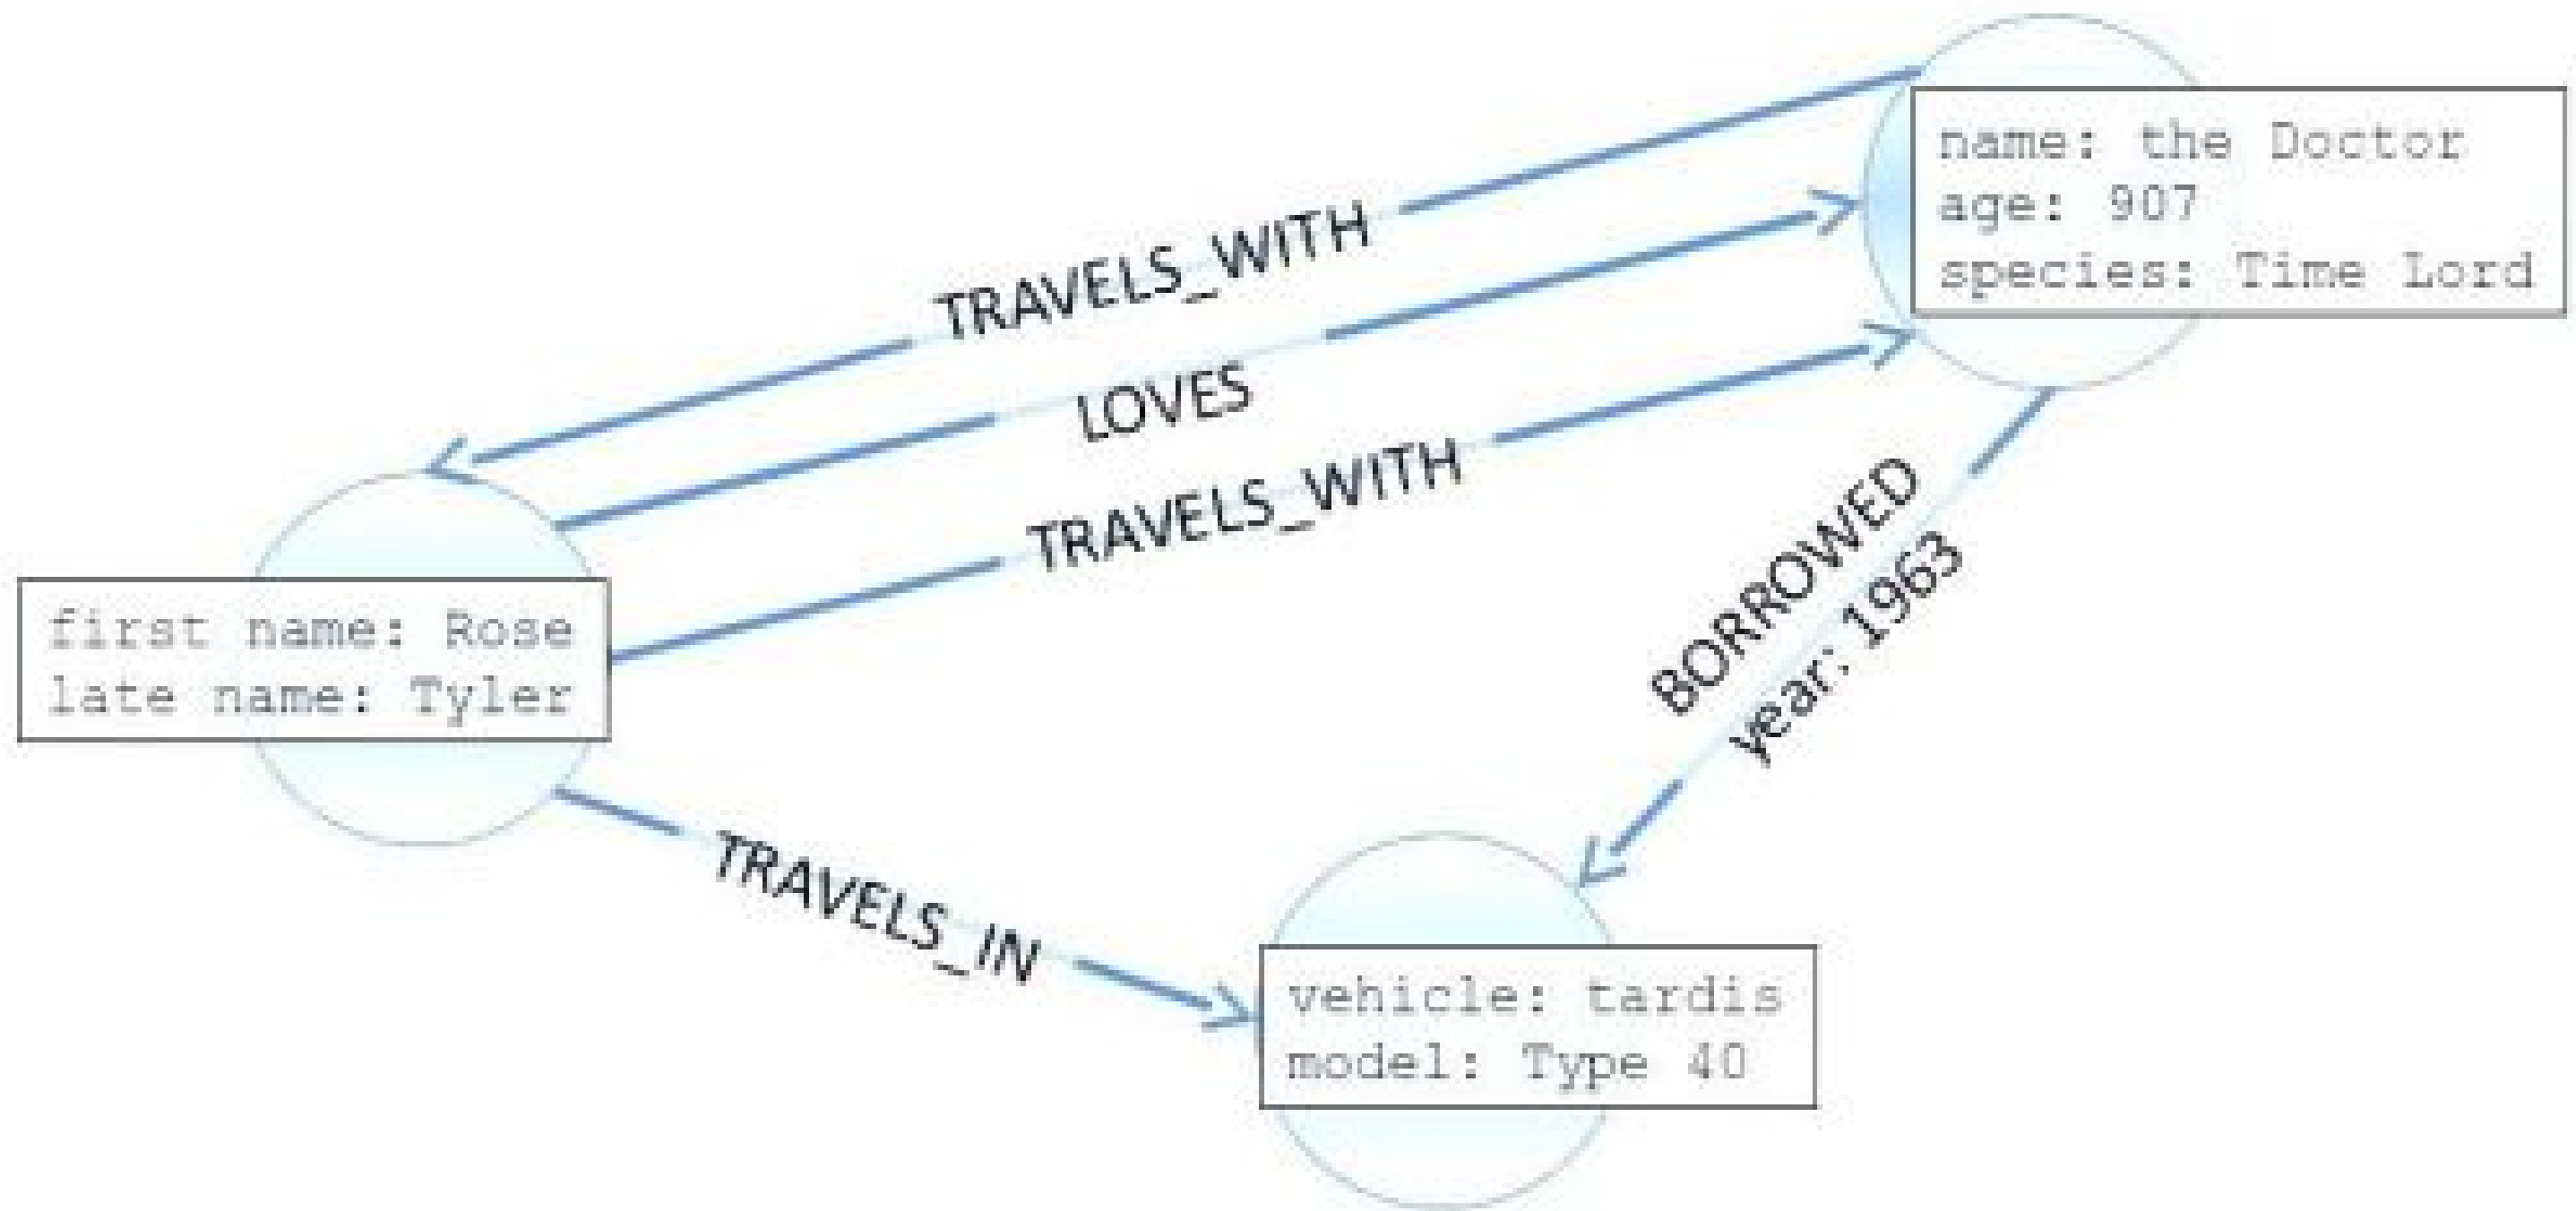 name: the Doctor
age: 907
species: Time Lord
TRAVELS_WITH
LOVES
TRAVELS_WITH
BORROWED
year: 1963
first name: Rose
late name: Tyler
TRAVELS_IN
vehicle: tardis
model: Type 40